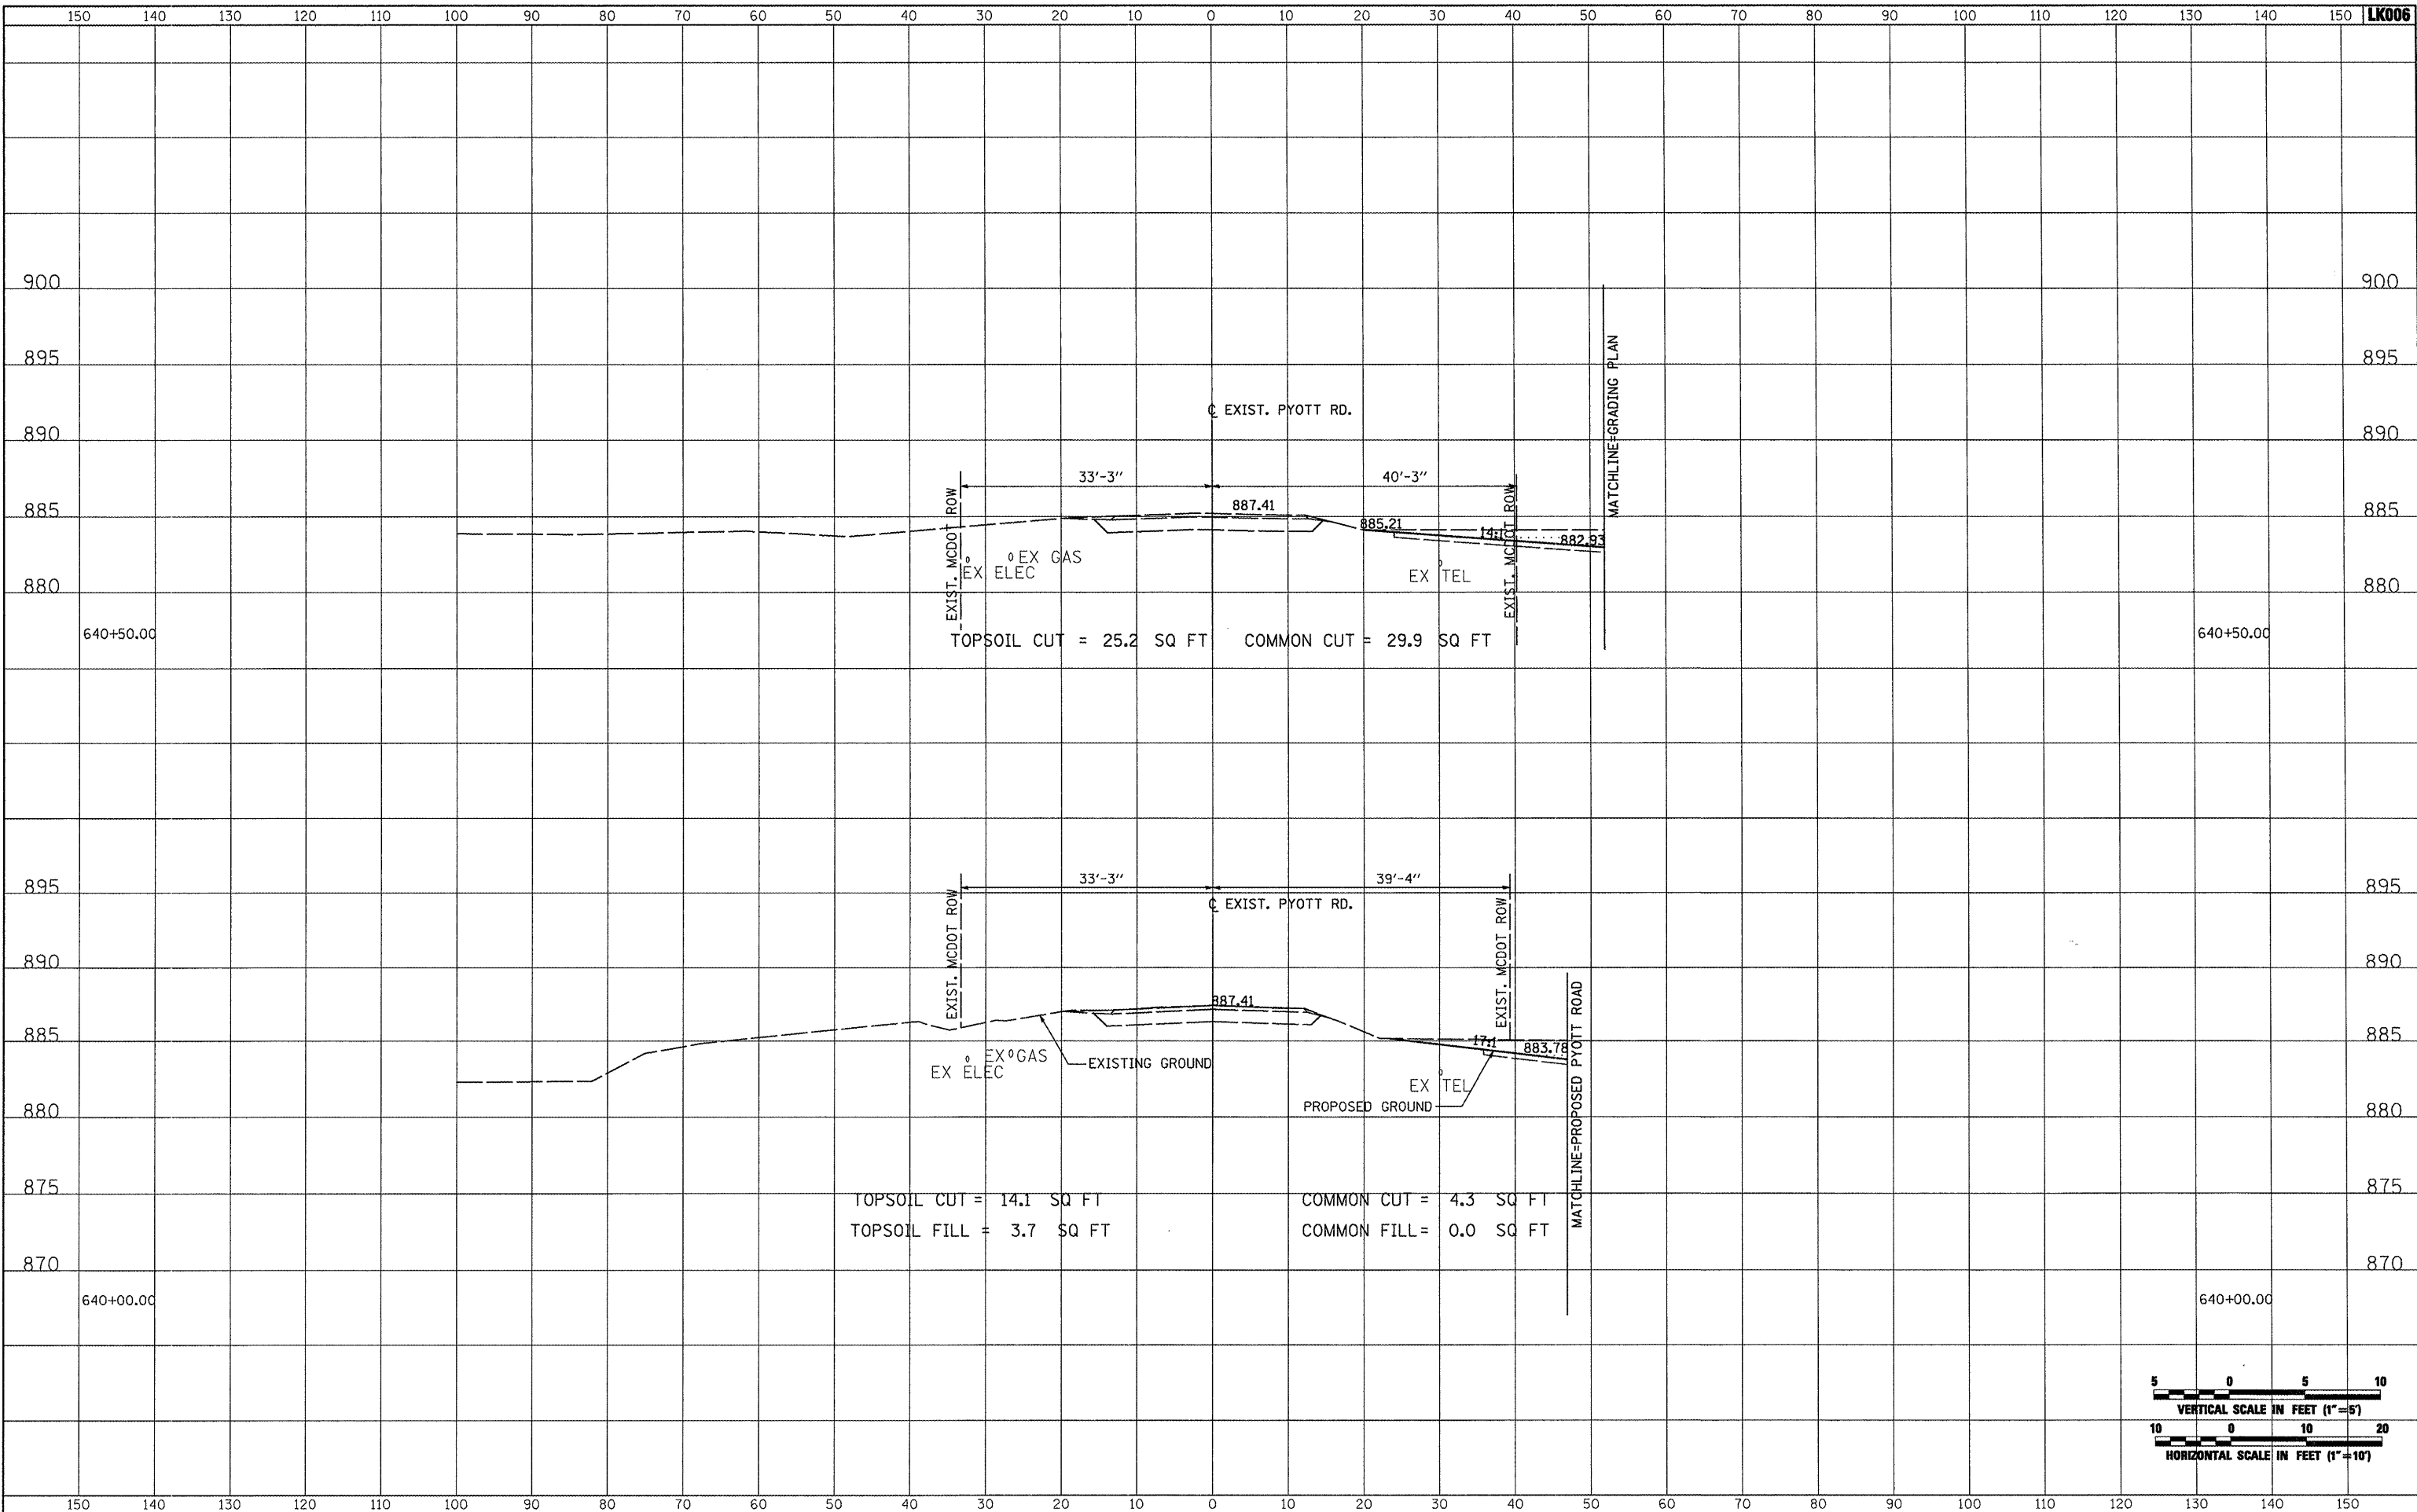 150 140 130 120 110 100 90 80 70 60 50 40 30 20 10 0 10 20 30 40 50 60 70 80 90 100 110 120 130 140 150 LK006
900 900
895 895
MATCHLINE=GRADING PLAN
℄ EXIST. PYOTT RD.
890 890
33'-3" 40'-3"
EXIST. MCDOT ROW
EXIST. MCDOT ROW
887.41
885 885
885.21
14:1
882.93
EX GAS
EX ELEC
EX TEL
880 880
640+50.00 640+50.00
TOPSOIL CUT = 25.2 SQ FT COMMON CUT = 29.9 SQ FT
33'-3" 39'-4"
895 895
℄ EXIST. PYOTT RD.
EXIST. MCDOT ROW
EXIST. MCDOT ROW
890 890
887.41
885 885
17:1
883.78
EX GAS
EX ELEC
EXISTING GROUND
EX TEL
PROPOSED GROUND
MATCHLINE=PROPOSED PYOTT ROAD
880 880
875 875
TOPSOIL CUT = 14.1 SQ FT COMMON CUT = 4.3 SQ FT
TOPSOIL FILL = 3.7 SQ FT COMMON FILL= 0.0 SQ FT
870 870
640+00.00 640+00.00
5 0 5 10
VERTICAL SCALE IN FEET (1"=5')
10 0 10 20
HORIZONTAL SCALE IN FEET (1"=10')
150 140 130 120 110 100 90 80 70 60 50 40 30 20 10 0 10 20 30 40 50 60 70 80 90 100 110 120 130 140 150